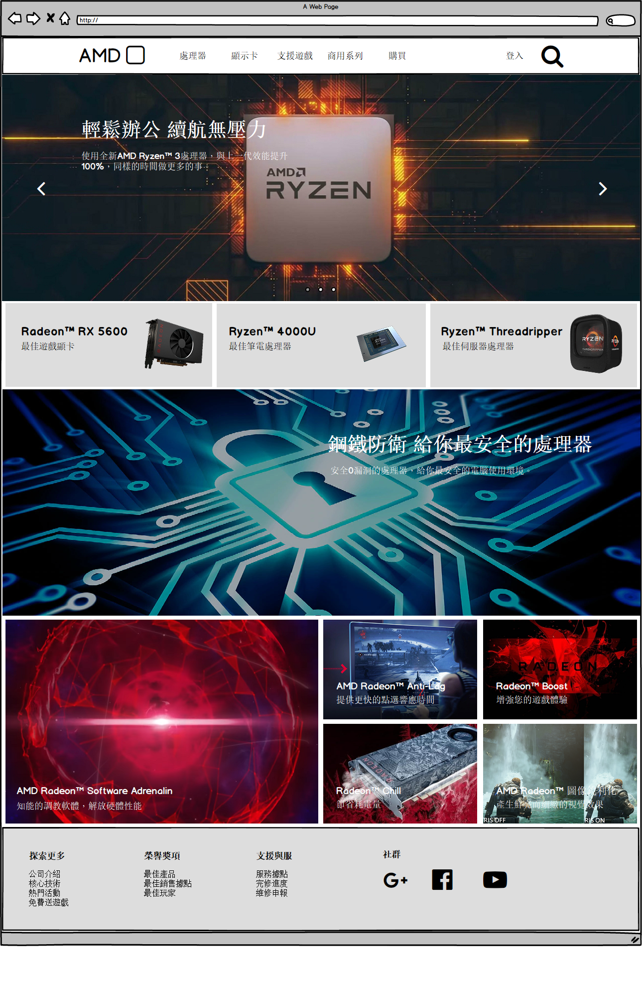 A Web Page
http://
AMD
處理器 顯示卡 支援遊戲 商用系列 購買 登入
輕鬆辦公 續航無壓力
使用全新AMD Ryzen™ 3處理器，與上一代效能提升
100%，同樣的時間做更多的事。
AMD
RYZEN
Radeon™ RX 5600
最佳遊戲顯卡
RADEON
Ryzen™ 4000U
最佳筆電處理器
AMD
RYZEN
Ryzen™ Threadripper
最佳伺服器處理器
RYZEN
THREADRIPPER
RYZEN
鋼鐵防衛 給你最安全的處理器
安全0漏洞的處理器，給你最安全的電腦使用環境。
AMD Radeon™ Software Adrenalin
知能的調教軟體，解放硬體性能
AMD Radeon™ Anti-Lag
提供更快的點選響應時間
RADEON
Radeon™ Boost
增強您的遊戲體驗
RADEON
RADEON
Radeon™ Chill
節省耗電量
AMD Radeon™ 圖像銳利化
產生鮮亮而細緻的視覺效果
RIS OFF
RIS ON
探索更多
公司介紹
核心技術
熱門活動
免費送遊戲
榮譽獎項
最佳產品
最佳銷售據點
最佳玩家
支援與服
服務據點
完修進度
維修申報
社群
G+